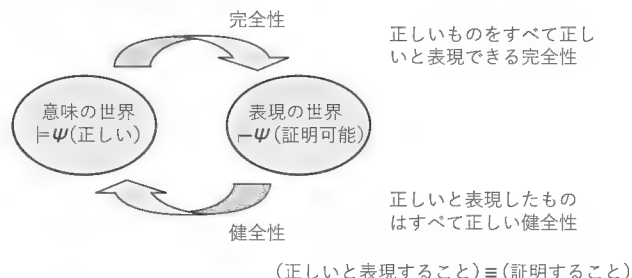 完全性
正しいものをすべて正し
いと表現できる完全性
意味の世界
⊨ψ(正しい)
表現の世界
⊢ψ(証明可能)
正しいと表現したもの
はすべて正しい健全性
健全性
(正しいと表現すること)≡(証明すること)